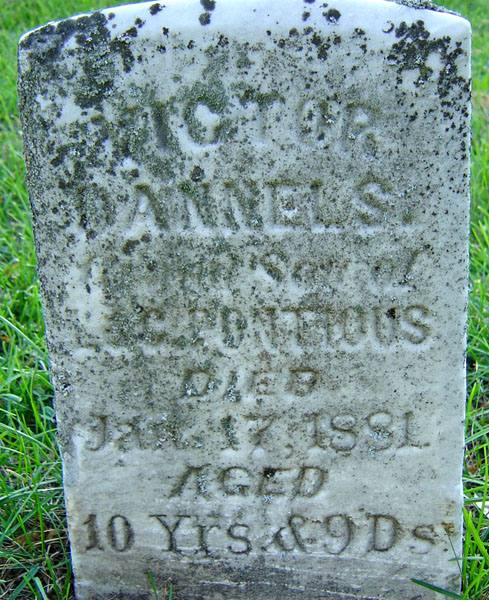 VICTOR
DANNELS.
Son of
PONTIOUS
DIED
JAN. 17, 1881.
AGED
10 Yrs. & 9 Ds.